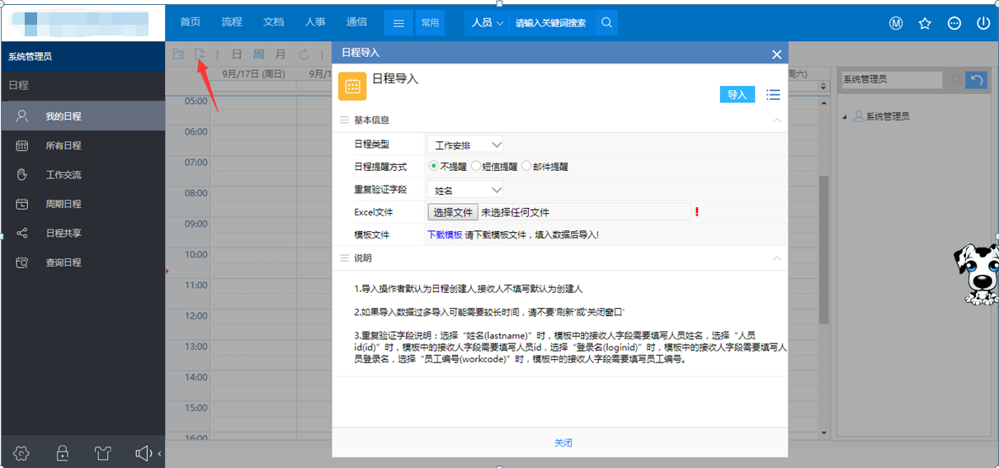 首页 流程 文档 人事 通信 常用 人员 请输入关键词搜索
系统管理员
日程
我的日程
所有日程
工作交流
周期日程
日程共享
查询日程
日 周 月
9月/17日 (周日) 9月/1
周六)
05:00
06:00
07:00
08:00
09:00
10:00
11:00
12:00
13:00
14:00
15:00
16:00
日程导入
日程导入
导入
基本信息
日程类型 工作安排
日程提醒方式 不提醒 短信提醒 邮件提醒
重复验证字段 姓名
Excel文件 选择文件 未选择任何文件 !
模板文件 下载模板 请下载模板文件，填入数据后导入!
说明
1.导入操作者默认为日程创建人,接收人不填写默认为创建人
2.如果导入数据过多导入可能需要较长时间，请不要'刷新'或'关闭窗口'
3.重复验证字段说明：选择“姓名(lastname)”时，模板中的接收人字段需要填写人员姓名，选择“人员
id(id)”时，模板中的接收人字段需要填写人员id，选择“登录名(loginid)”时，模板中的接收人字段需要填写人
员登录名，选择“员工编号(workcode)”时，模板中的接收人字段需要填写员工编号。
关闭
系统管理员
系统管理员